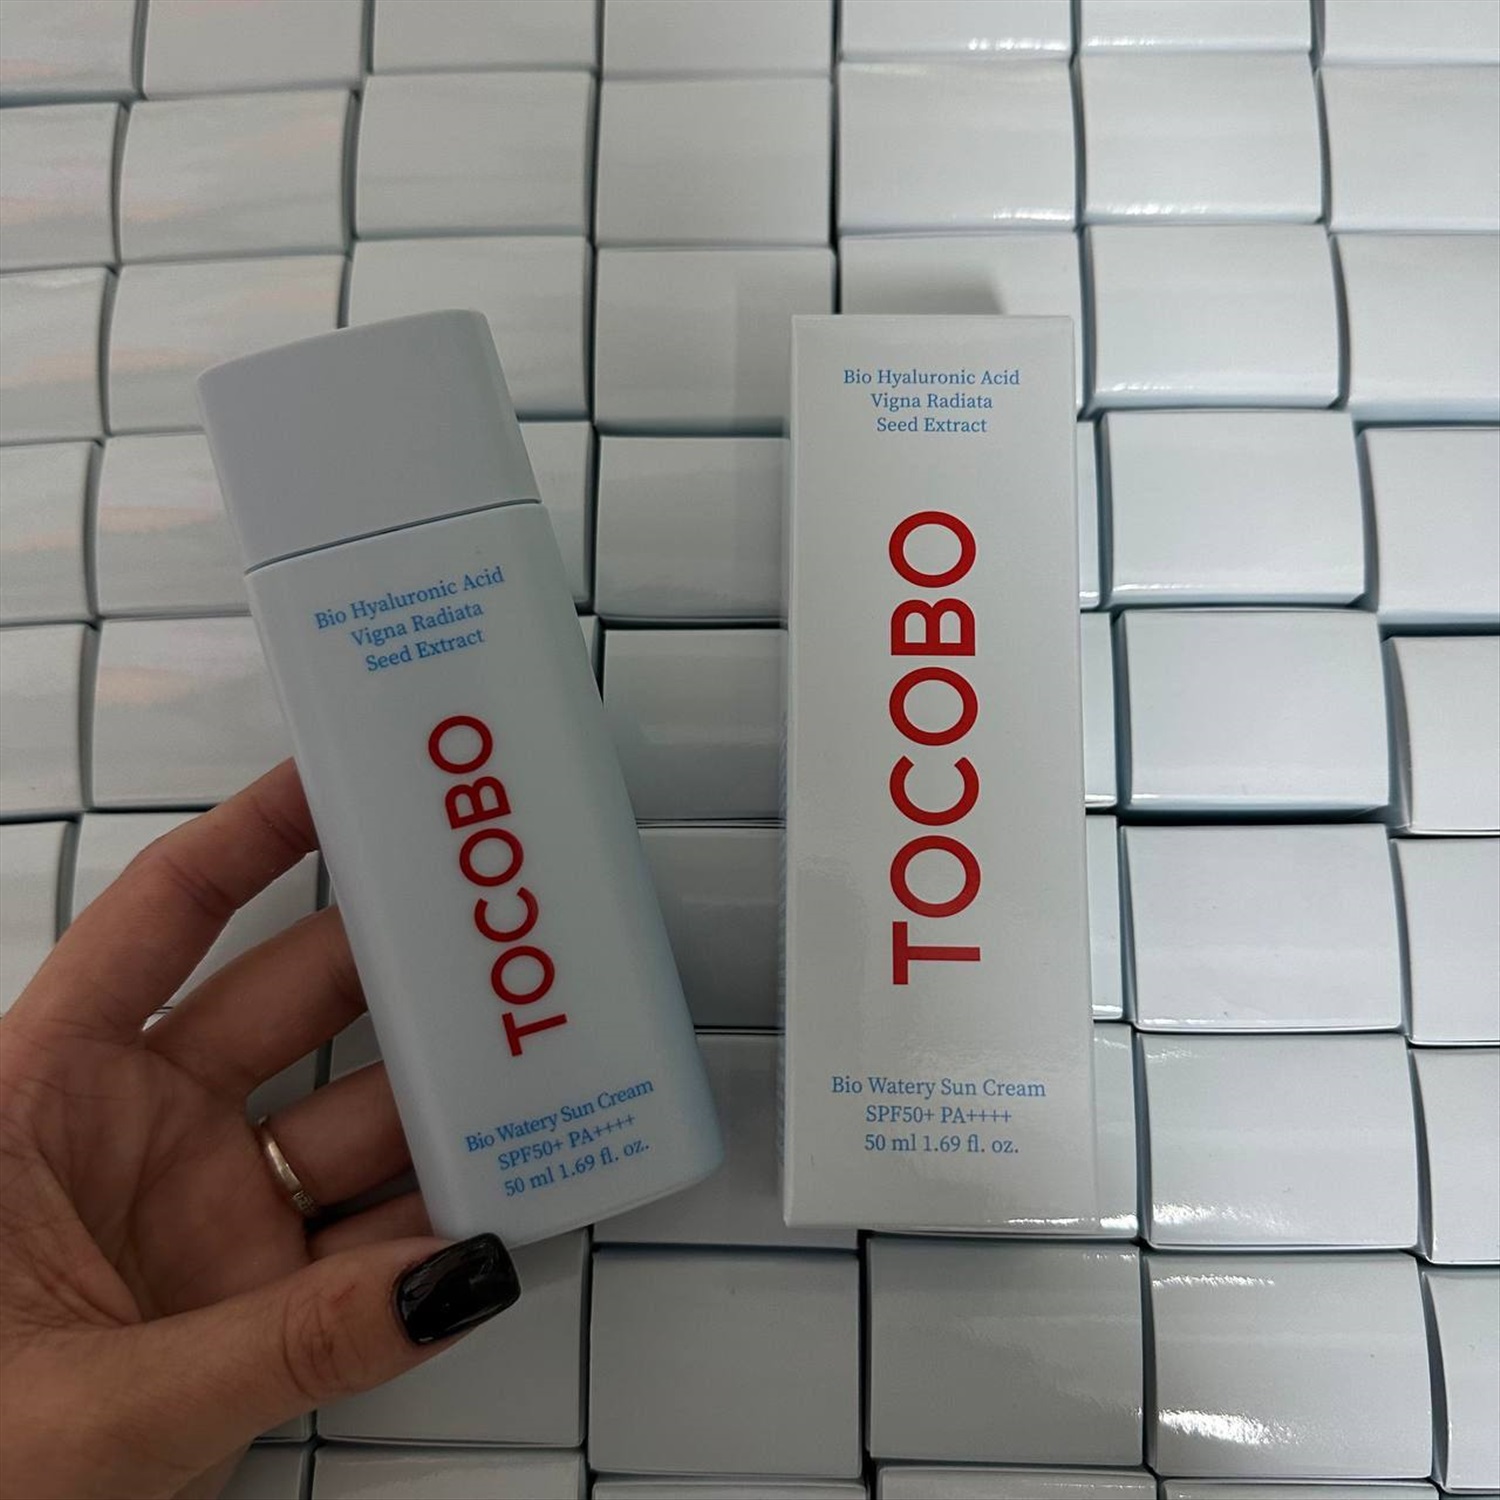 Bio Hyaluronic Acid
Vigna Radiata
Seed Extract
TOCOBO
Bio Watery Sun Cream
SPF50+ PA++++
50 ml 1.69 fl. oz.
Bio Hyaluronic Acid
Vigna Radiata
Seed Extract
TOCOBO
Bio Watery Sun Cream
SPF50+ PA++++
50 ml 1.69 fl. oz.